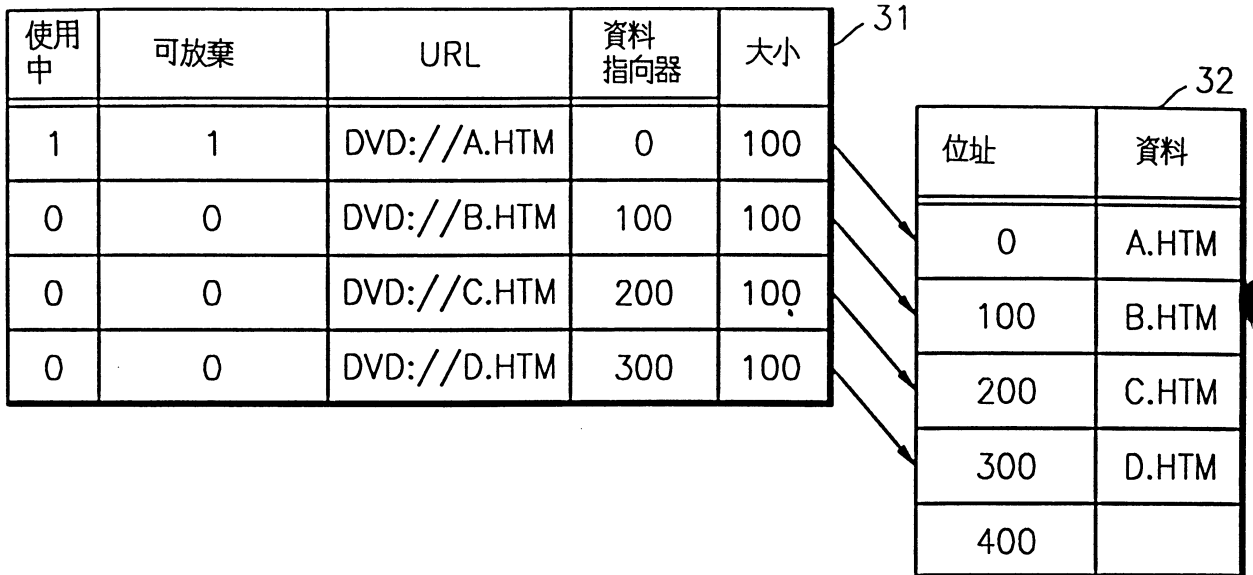 使用中 可放棄 URL 資料指向器 大小 31
1 1 DVD://A.HTM 0 100
0 0 DVD://B.HTM 100 100
0 0 DVD://C.HTM 200 100
0 0 DVD://D.HTM 300 100
32
位址 資料
0 A.HTM
100 B.HTM
200 C.HTM
300 D.HTM
400